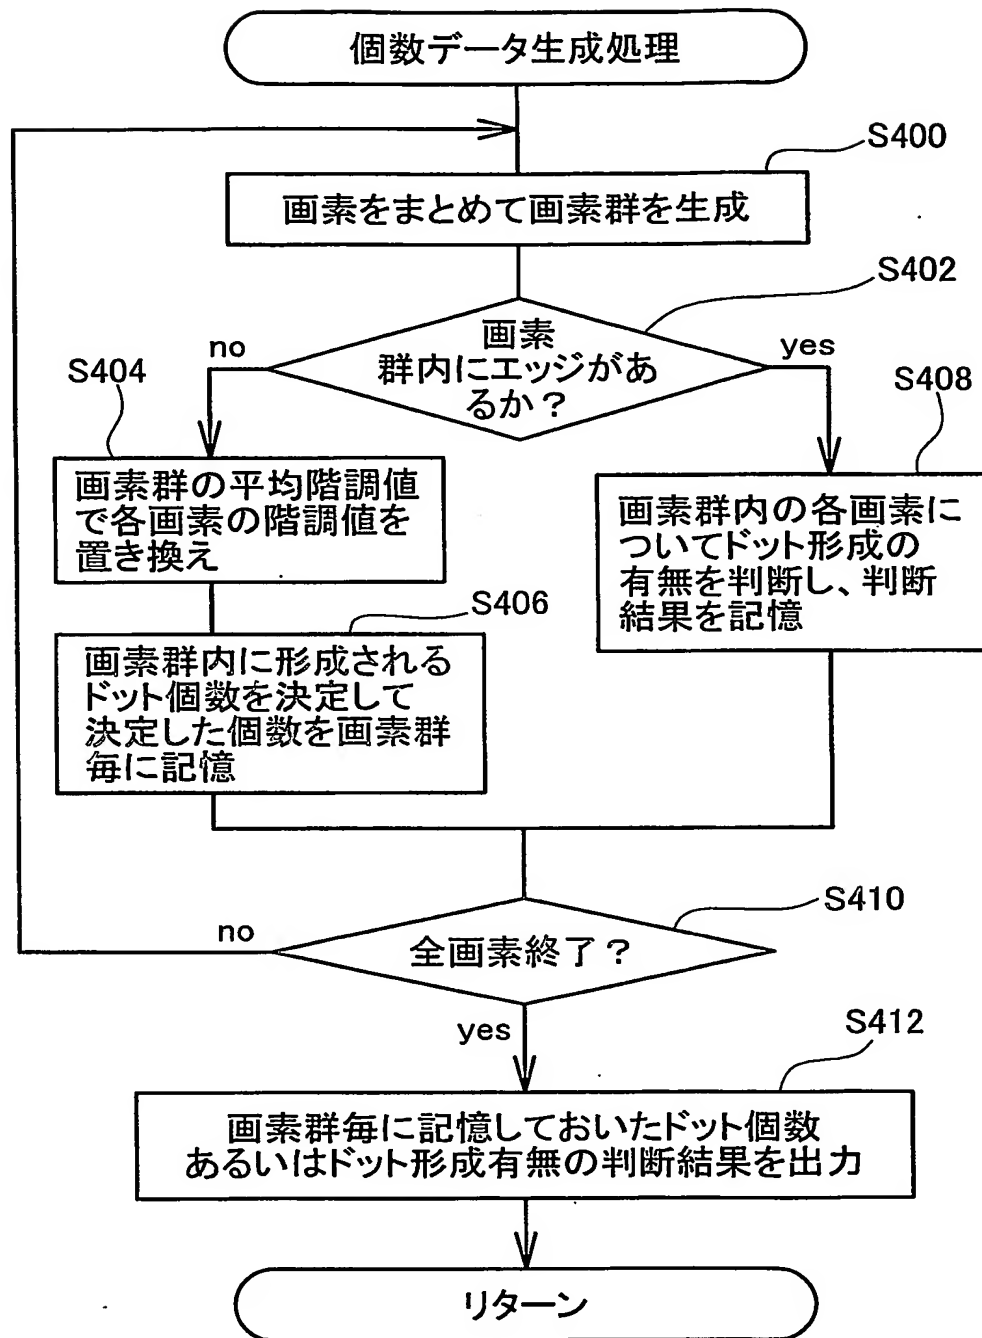 個数データ生成処理
S400
画素をまとめて画素群を生成
S402
画素
群内にエッジがあ
るか？
no
yes
S404
画素群の平均階調値
で各画素の階調値を
置き換え
S408
画素群内の各画素に
ついてドット形成の
有無を判断し、判断
結果を記憶
S406
画素群内に形成される
ドット個数を決定して
決定した個数を画素群
毎に記憶
S410
全画素終了？
no
yes
S412
画素群毎に記憶しておいたドット個数
あるいはドット形成有無の判断結果を出力
リターン